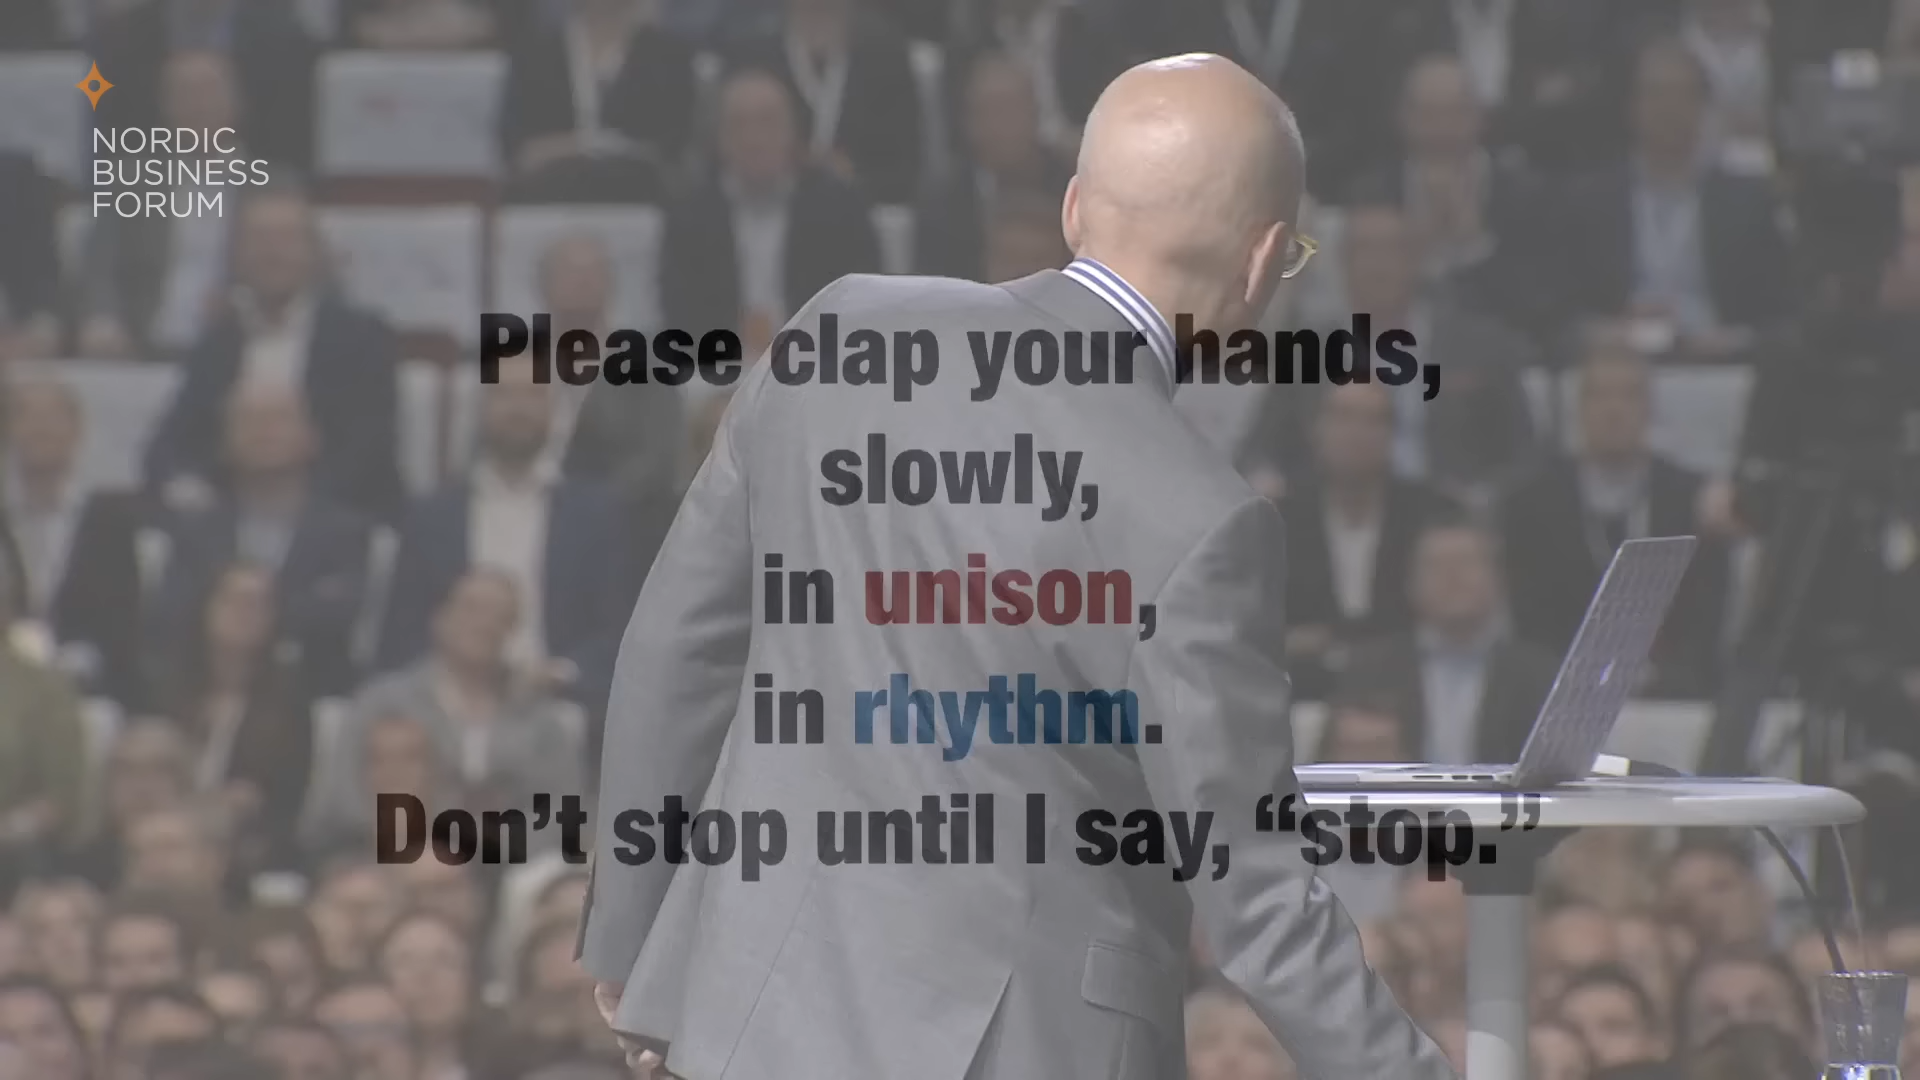 NORDIC
BUSINESS
FORUM
Please clap your hands,
slowly,
in unison,
in rhythm.
Don’t stop until I say, “stop.”